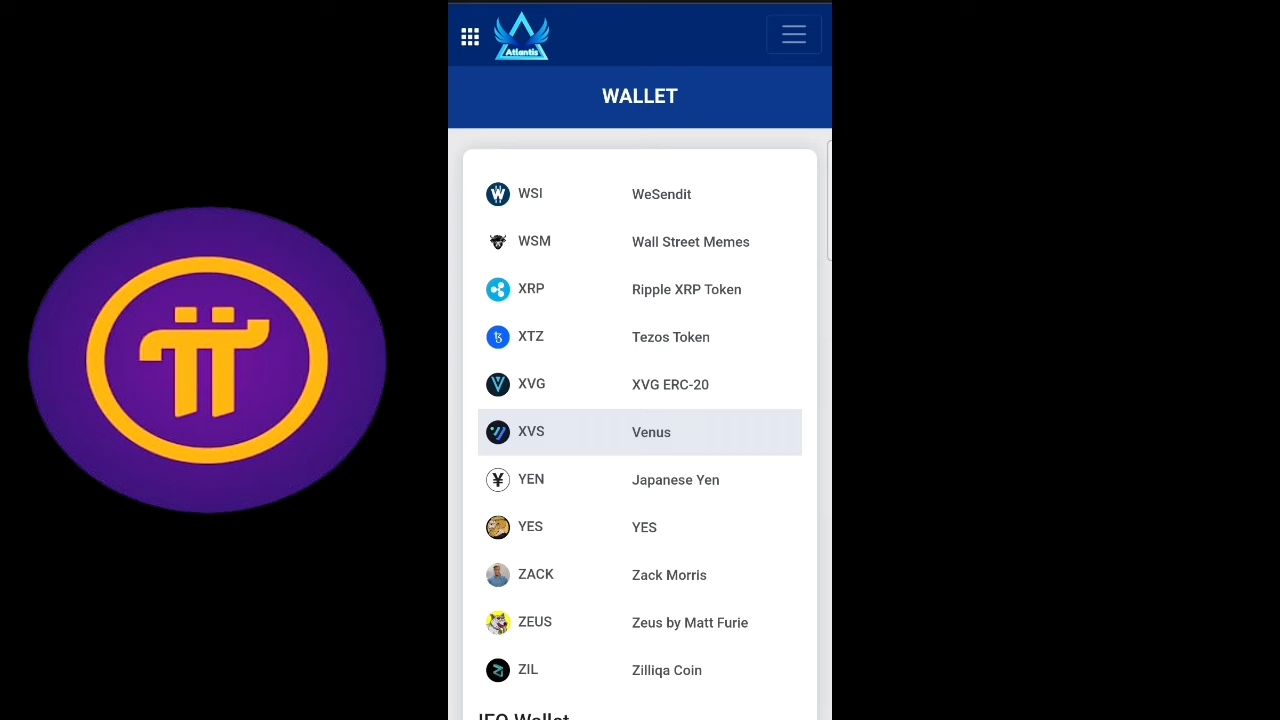 Atlantis
WALLET
WSI WeSendit
WSM Wall Street Memes
XRP Ripple XRP Token
XTZ Tezos Token
XVG XVG ERC-20
XVS Venus
YEN Japanese Yen
YES YES
ZACK Zack Morris
ZEUS Zeus by Matt Furie
ZIL Zilliqa Coin